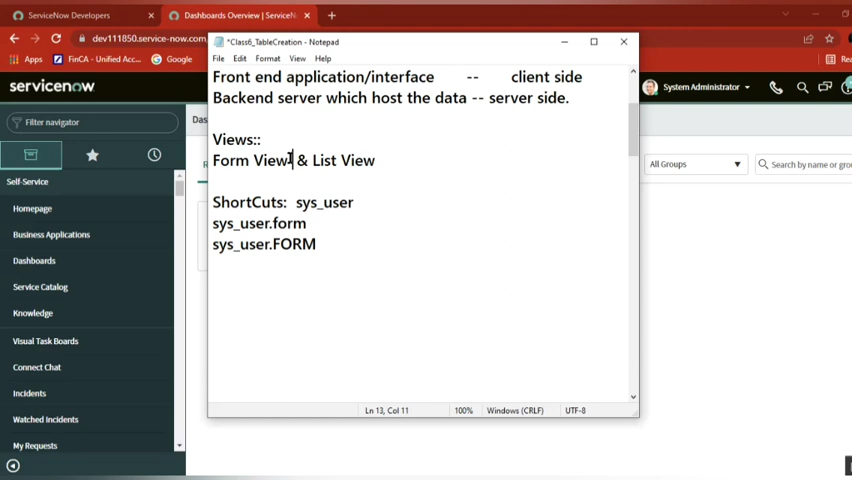 ServiceNow Developers
Dashboards Overview | ServiceN
dev111850.service-now.com
Apps
FinCA - Unified Acc...
Google
Rea
servicenow
System Administrator
Filter navigator
Das
All Groups
Search by name or grou
Self-Service
Homepage
Business Applications
Dashboards
Service Catalog
Knowledge
Visual Task Boards
Connect Chat
Incidents
Watched Incidents
My Requests
*Class6_TableCreation - Notepad
File Edit Format View Help
Front end application/interface -- client side
Backend server which host the data -- server side.
Views::
Form View & List View
ShortCuts: sys_user
sys_user.form
sys_user.FORM
Ln 13, Col 11 100% Windows (CRLF) UTF-8